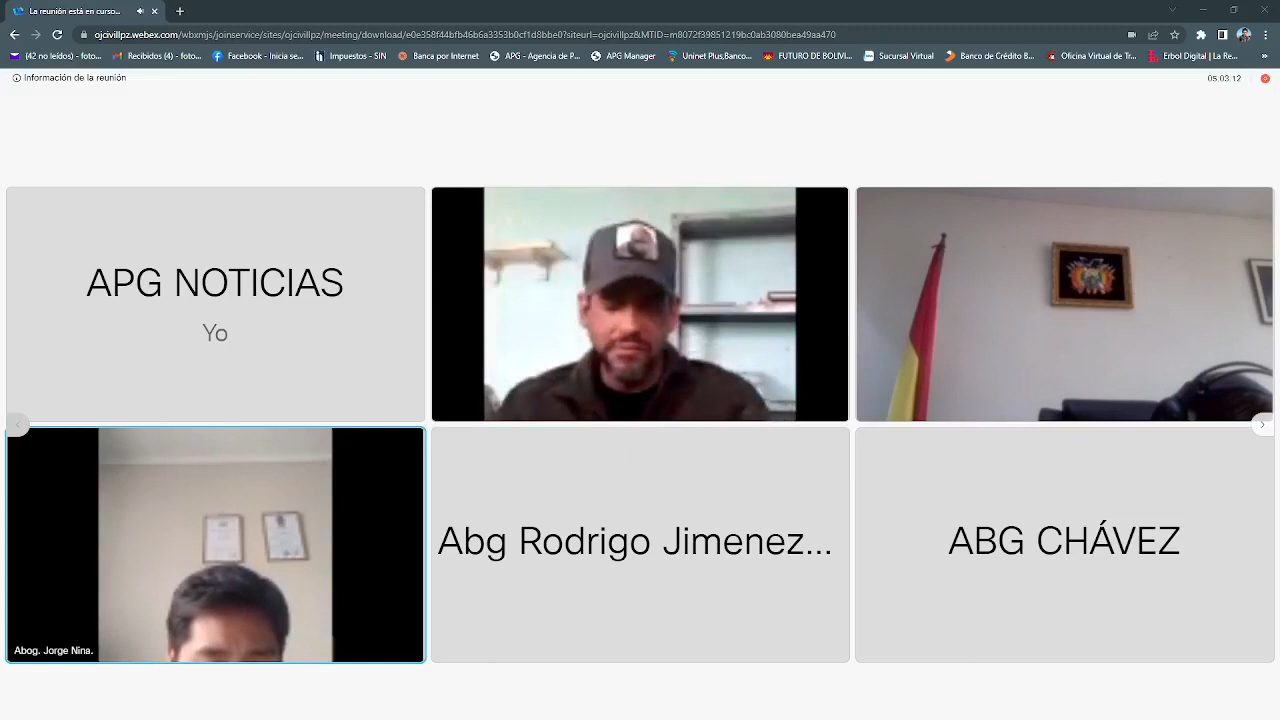 La reunión está en curso...
ojcivillpz.webex.com/wbxmjs/joinservice/sites/ojcivillpz/meeting/download/e0e358f44fb46b6a3353b0cf1d36be0?siteurl=ojcivillpz&MTID=m8072f39851219bc0ab3080bea49aa470
(42 no leídos) - foto...
Recibidos (4) - fotos...
Facebook - Inicia se...
Impuestos - SIN
Banca por Internet
APG - Agencia de P...
APG Manager
Uninet Plus,Banco...
FUTURO DE BOLIVI...
Sucursal Virtual
Banco de Crédito B...
Oficina Virtual de Tr...
Erbol Digital | La Re...
»
Información de la reunión
05:03:12
APG NOTICIAS
Yo
Abog. Jorge Nina.
Abg Rodrigo Jimenez...
ABG CHÁVEZ